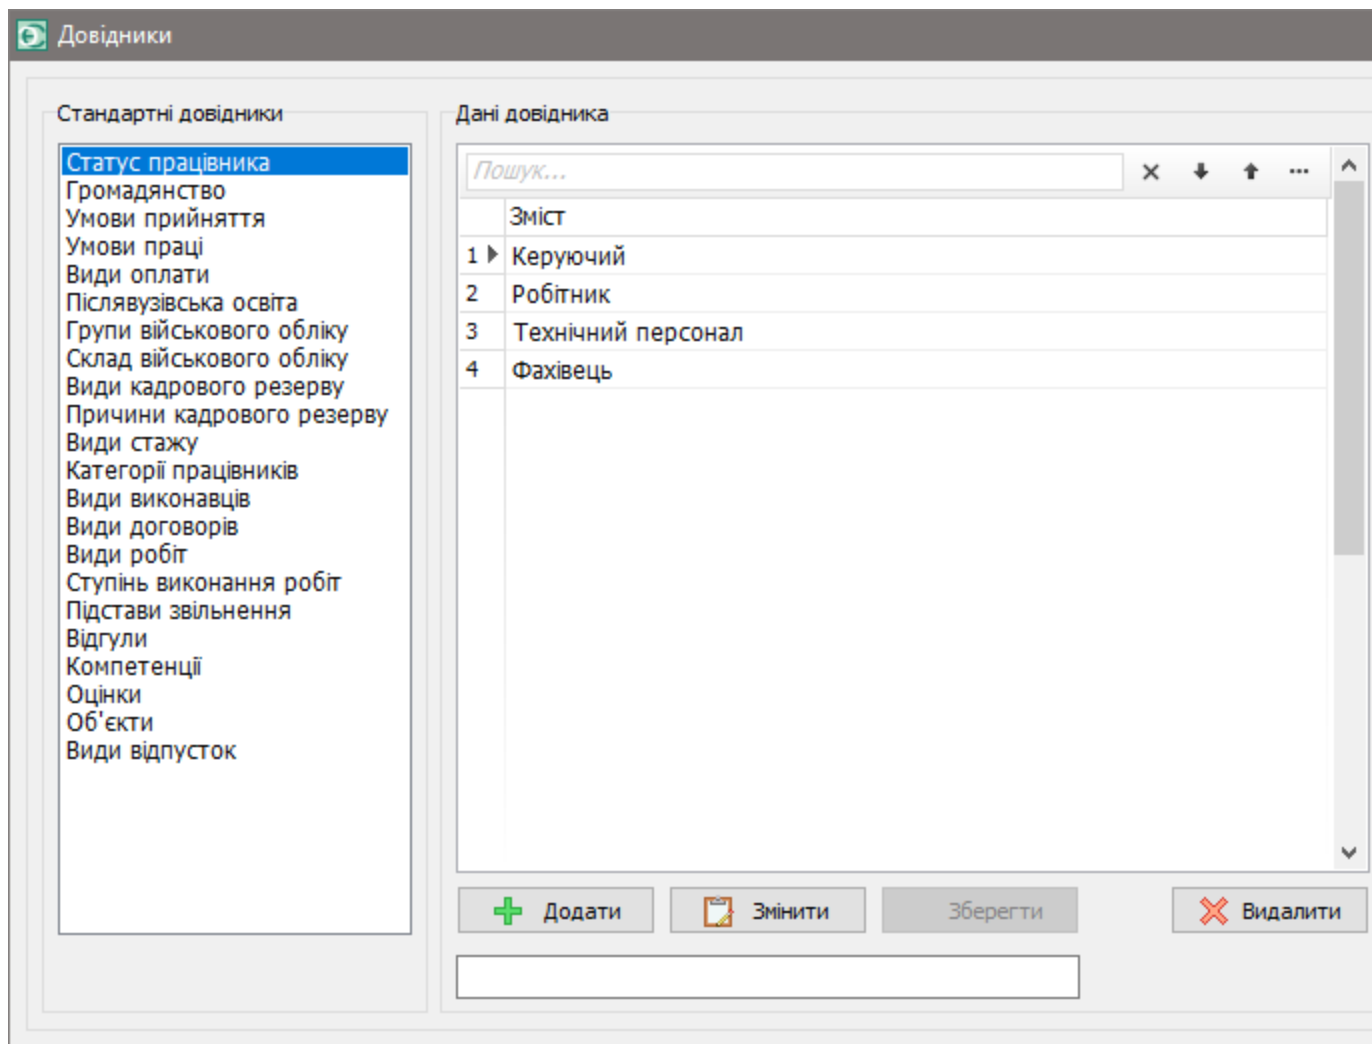 Довідники
Стандартні довідники
Статус працівника
Громадянство
Умови прийняття
Умови праці
Види оплати
Післявузівська освіта
Групи військового обліку
Склад військового обліку
Види кадрового резерву
Причини кадрового резерву
Види стажу
Категорії працівників
Види виконавців
Види договорів
Види робіт
Ступінь виконання робіт
Підстави звільнення
Відгули
Компетенції
Оцінки
Об'єкти
Види відпусток
Дані довідника
Пошук...
Зміст
1 Керуючий
2 Робітник
3 Технічний персонал
4 Фахівець
Додати Змінити Зберегти Видалити